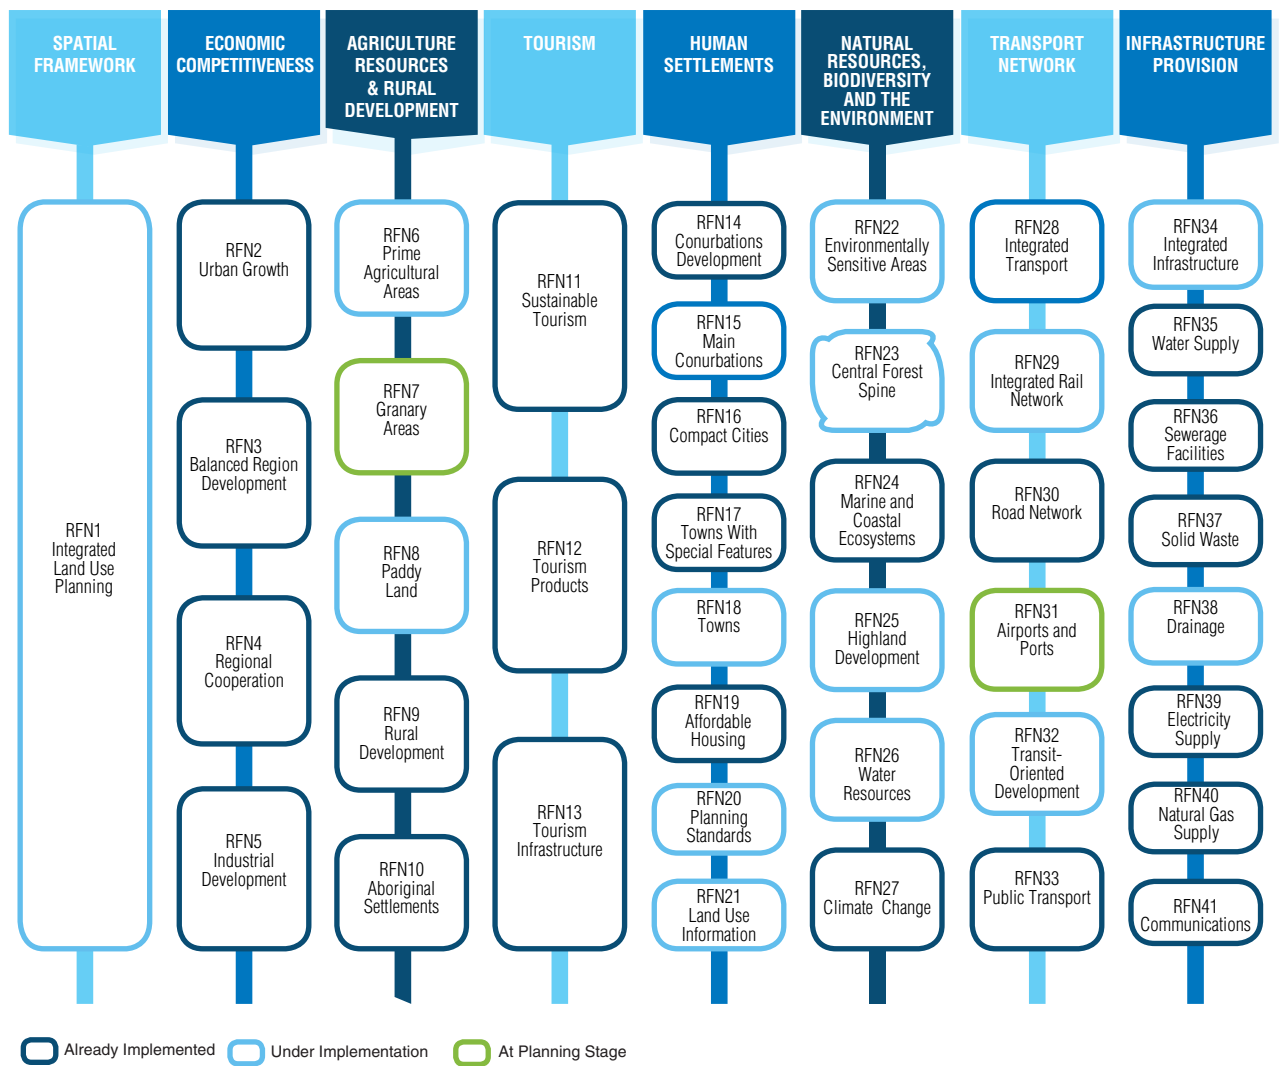 SPATIAL
FRAMEWORK
RFN1
Integrated
Land Use
Planning
ECONOMIC
COMPETITIVENESS
RFN2
Urban Growth
RFN3
Balanced Region
Development
RFN4
Regional
Cooperation
RFN5
Industrial
Development
AGRICULTURE
RESOURCES
& RURAL
DEVELOPMENT
RFN6
Prime
Agricultural
Areas
RFN7
Granary
Areas
RFN8
Paddy
Land
RFN9
Rural
Development
RFN10
Aboriginal
Settlements
TOURISM
RFN11
Sustainable
Tourism
RFN12
Tourism
Products
RFN13
Tourism
Infrastructure
HUMAN
SETTLEMENTS
RFN14
Conurbations
Development
RFN15
Main
Conurbations
RFN16
Compact Cities
RFN17
Towns With
Special Features
RFN18
Towns
RFN19
Affordable
Housing
RFN20
Planning
Standards
RFN21
Land Use
Information
NATURAL
RESOURCES,
BIODIVERSITY
AND THE
ENVIRONMENT
RFN22
Environmentally
Sensitive Areas
RFN23
Central Forest
Spine
RFN24
Marine and
Coastal
Ecosystems
RFN25
Highland
Development
RFN26
Water
Resources
RFN27
Climate Change
TRANSPORT
NETWORK
RFN28
Integrated
Transport
RFN29
Integrated Rail
Network
RFN30
Road Network
RFN31
Airports and
Ports
RFN32
Transit-
Oriented
Development
RFN33
Public Transport
INFRASTRUCTURE
PROVISION
RFN34
Integrated
Infrastructure
RFN35
Water Supply
RFN36
Sewerage
Facilities
RFN37
Solid Waste
RFN38
Drainage
RFN39
Electricity
Supply
RFN40
Natural Gas
Supply
RFN41
Communications
Already Implemented
Under Implementation
At Planning Stage